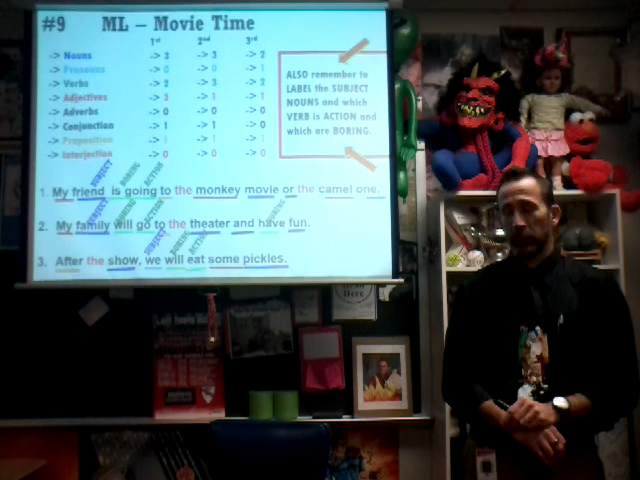 #9 ML – Movie Time
1st 2nd 3rd
-> Nouns -> 3 -> 3 -> 2
-> Pronouns -> 0 -> 0 -> 1
-> Verbs -> 2 -> 3 -> 2
-> Adjectives -> 3 -> 1 -> 1
-> Adverbs -> 0 -> 0 -> 0
-> Conjunction -> 1 -> 1 -> 0
-> Preposition -> 1 -> 1 -> 1
-> Interjection -> 0 -> 0 -> 0
ALSO remember to
LABEL the SUBJECT
NOUNS and which
VERB is ACTION and
which are BORING.
SUBJECT BORING ACTION
1. My friend is going to the monkey movie or the camel one.
SUBJECT BORING ACTION BORING
2. My family will go to the theater and have fun.
SUBJECT BORING ACTION
3. After the show, we will eat some pickles.
Here